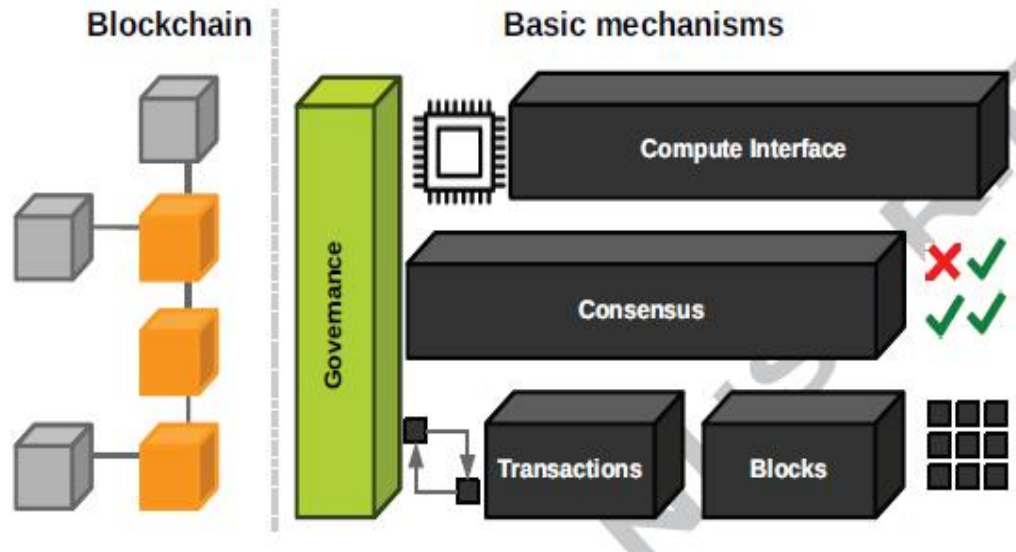 Blockchain
Basic mechanisms
Compute Interface
Governance
Consensus
Transactions
Blocks